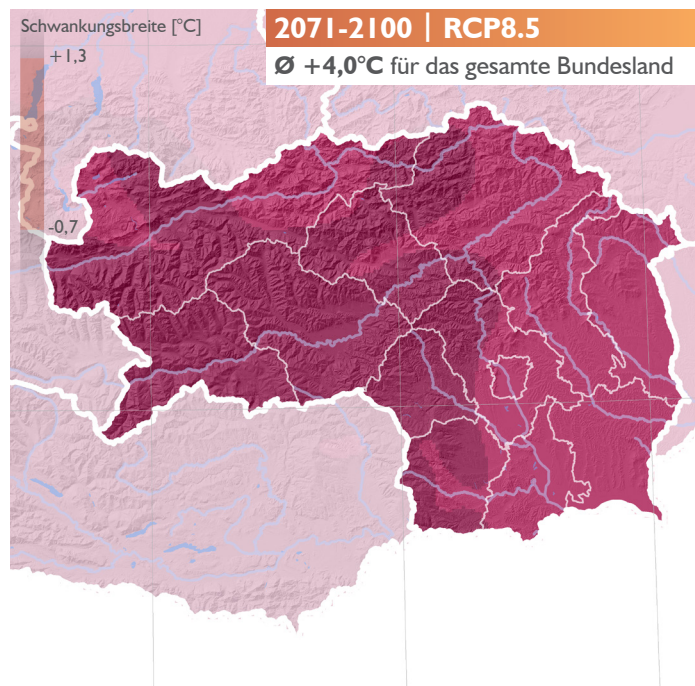 Schwankungsbreite [°C]
+1,3
-0,7
2071-2100 | RCP8.5
Ø +4,0°C für das gesamte Bundesland